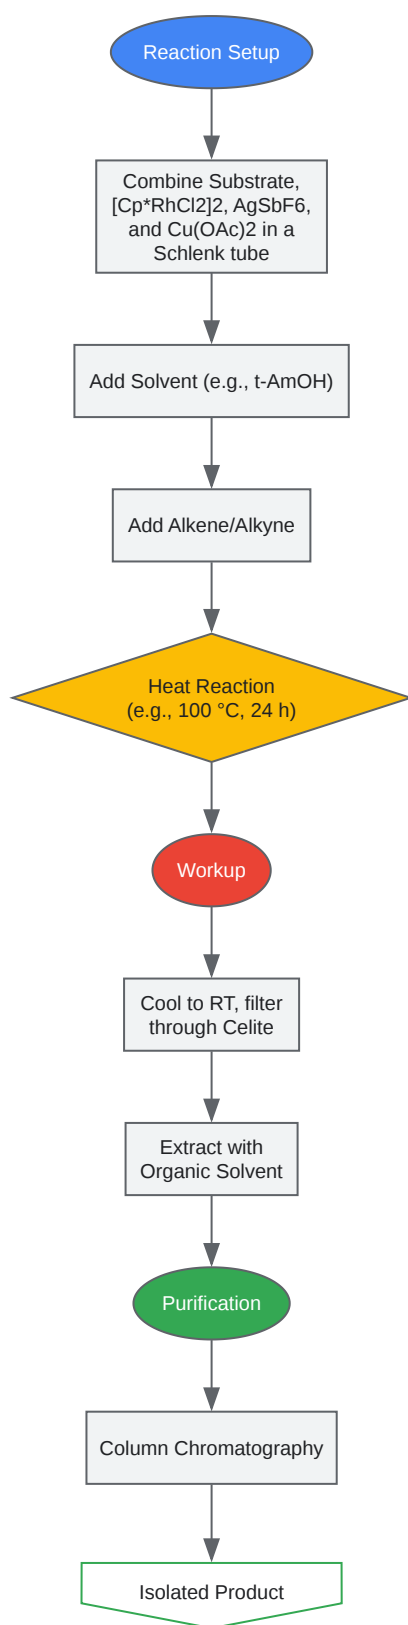 Reaction Setup
Combine Substrate,
[Cp*RhCl2]2, AgSbF6,
and Cu(OAc)2 in a
Schlenk tube
Add Solvent (e.g., t-AmOH)
Add Alkene/Alkyne
Heat Reaction
(e.g., 100 °C, 24 h)
Workup
Cool to RT, filter
through Celite
Extract with
Organic Solvent
Purification
Column Chromatography
Isolated Product